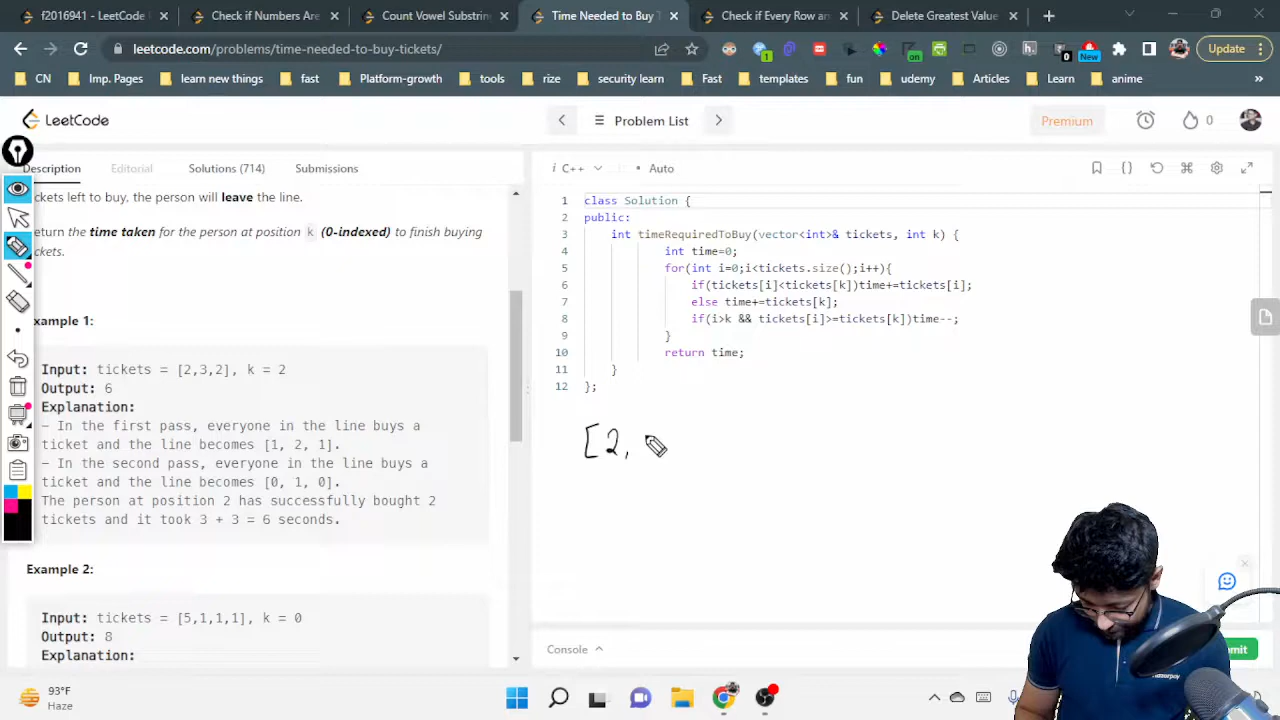 f2016941 - LeetCode
Check if Numbers Are
Count Vowel Substrin
Time Needed to Buy T
Check if Every Row an
Delete Greatest Value
leetcode.com/problems/time-needed-to-buy-tickets/
1
on
0
New
Update
CN
Imp. Pages
learn new things
fast
Platform-growth
tools
rise
security learn
Fast
templates
fun
udemy
Articles
Learn
anime
»
LeetCode
Problem List
Premium
0
Description
Editorial
Solutions (714)
Submissions
i C++
• Auto
ckets left to buy, the person will leave the line.
eturn the time taken for the person at position k (0-indexed) to finish buying
ckets.
xample 1:
Input: tickets = [2,3,2], k = 2
Output: 6
Explanation:
- In the first pass, everyone in the line buys a
ticket and the line becomes [1, 2, 1].
- In the second pass, everyone in the line buys a
ticket and the line becomes [0, 1, 0].
The person at position 2 has successfully bought 2
tickets and it took 3 + 3 = 6 seconds.
Example 2:
Input: tickets = [5,1,1,1], k = 0
Output: 8
Explanation:
1 class Solution {
2 public:
3 int timeRequiredToBuy(vector<int>& tickets, int k) {
4 int time=0;
5 for(int i=0;i<tickets.size();i++){
6 if(tickets[i]<tickets[k])time+=tickets[i];
7 else time+=tickets[k];
8 if(i>k && tickets[i]>=tickets[k])time--;
9 }
10 return time;
11 }
12 };
[2,
Console
mit
93°F
Haze